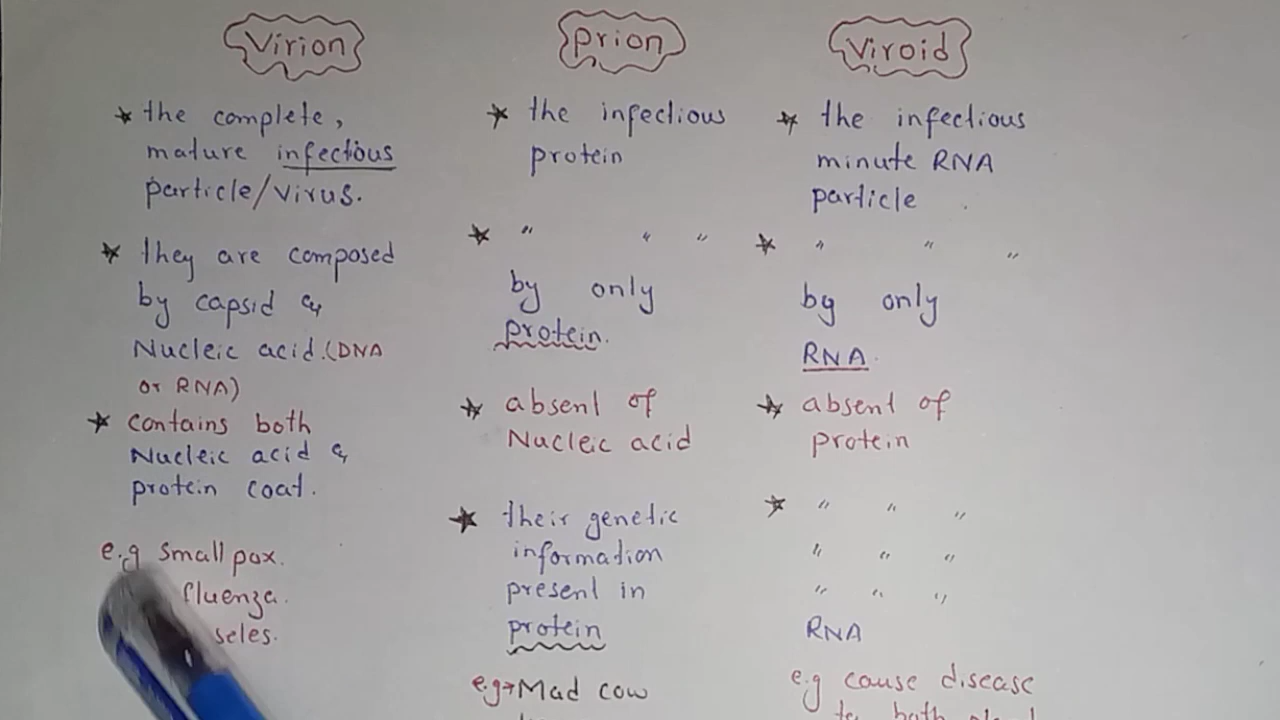 Virion
★ the complete,
mature infectious
particle/Virus.
★ they are composed
by capsid &
Nucleic acid.(DNA
or RNA)
★ contains both
Nucleic acid &
protein coat.
e.g Small pox.
fluenza.
seles.
Prion
★ the infectious
protein
★ " " "
by only
protein.
★ absent of
Nucleic acid
★ their genetic
information
present in
protein
e.g→ Mad cow
Viroid
★ the infectious
minute RNA
particle
★ " " "
by only
RNA.
★ absent of
protein
★ " " "
" " "
" " "
RNA
e.g cause disease
to both